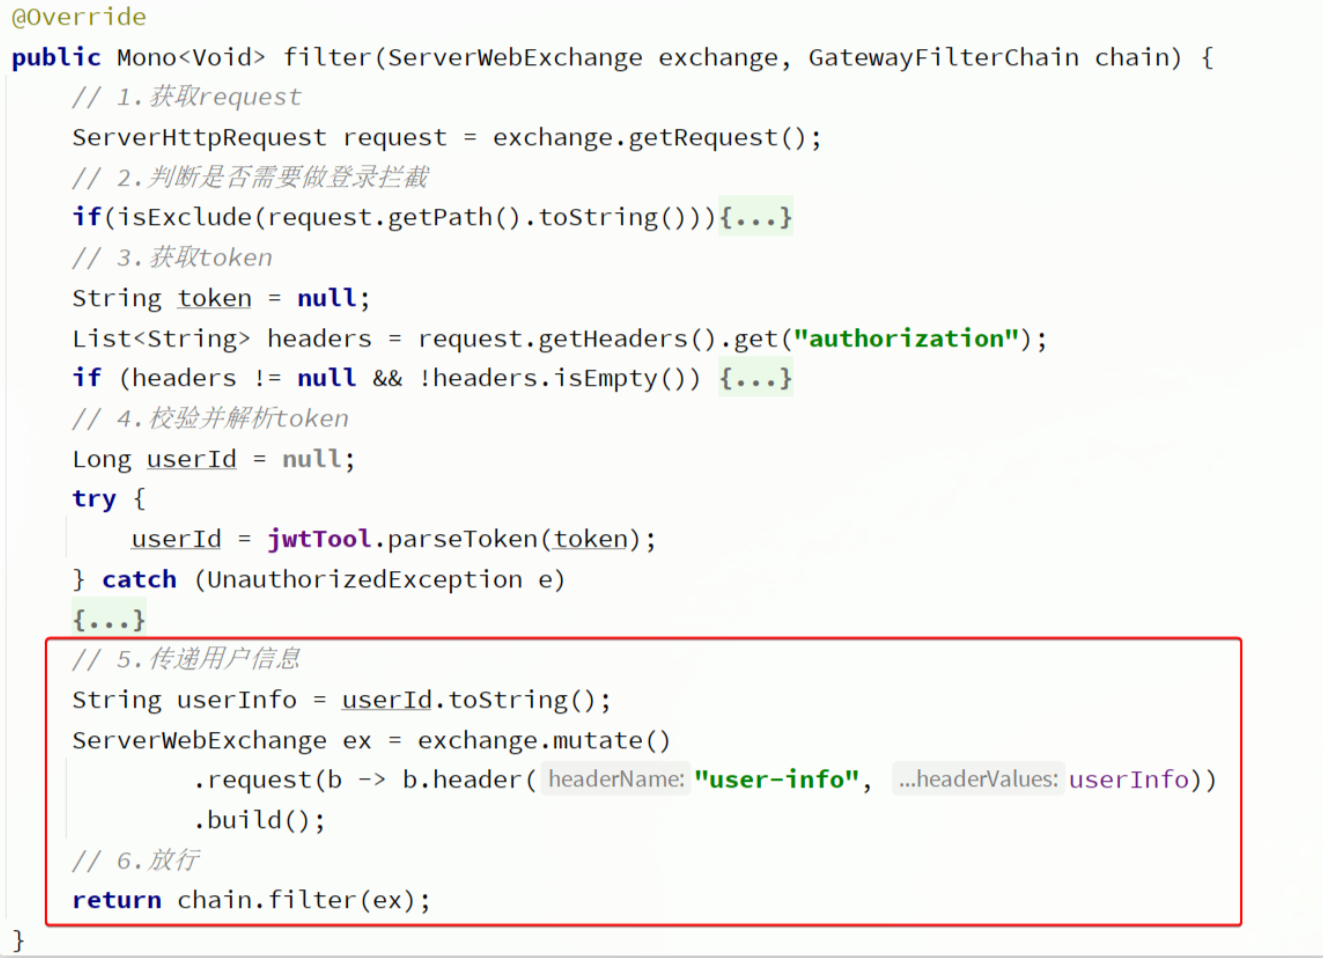 @Override
public Mono<Void> filter(ServerWebExchange exchange, GatewayFilterChain chain) {
// 1.获取request
ServerHttpRequest request = exchange.getRequest();
// 2.判断是否需要做登录拦截
if(isExclude(request.getPath().toString())){...}
// 3.获取token
String token = null;
List<String> headers = request.getHeaders().get("authorization");
if (headers != null && !headers.isEmpty()) {...}
// 4.校验并解析token
Long userId = null;
try {
userId = jwtTool.parseToken(token);
} catch (UnauthorizedException e)
{...}
// 5.传递用户信息
String userInfo = userId.toString();
ServerWebExchange ex = exchange.mutate()
.request(b -> b.header( headerName: "user-info", ...headerValues: userInfo))
.build();
// 6.放行
return chain.filter(ex);
}